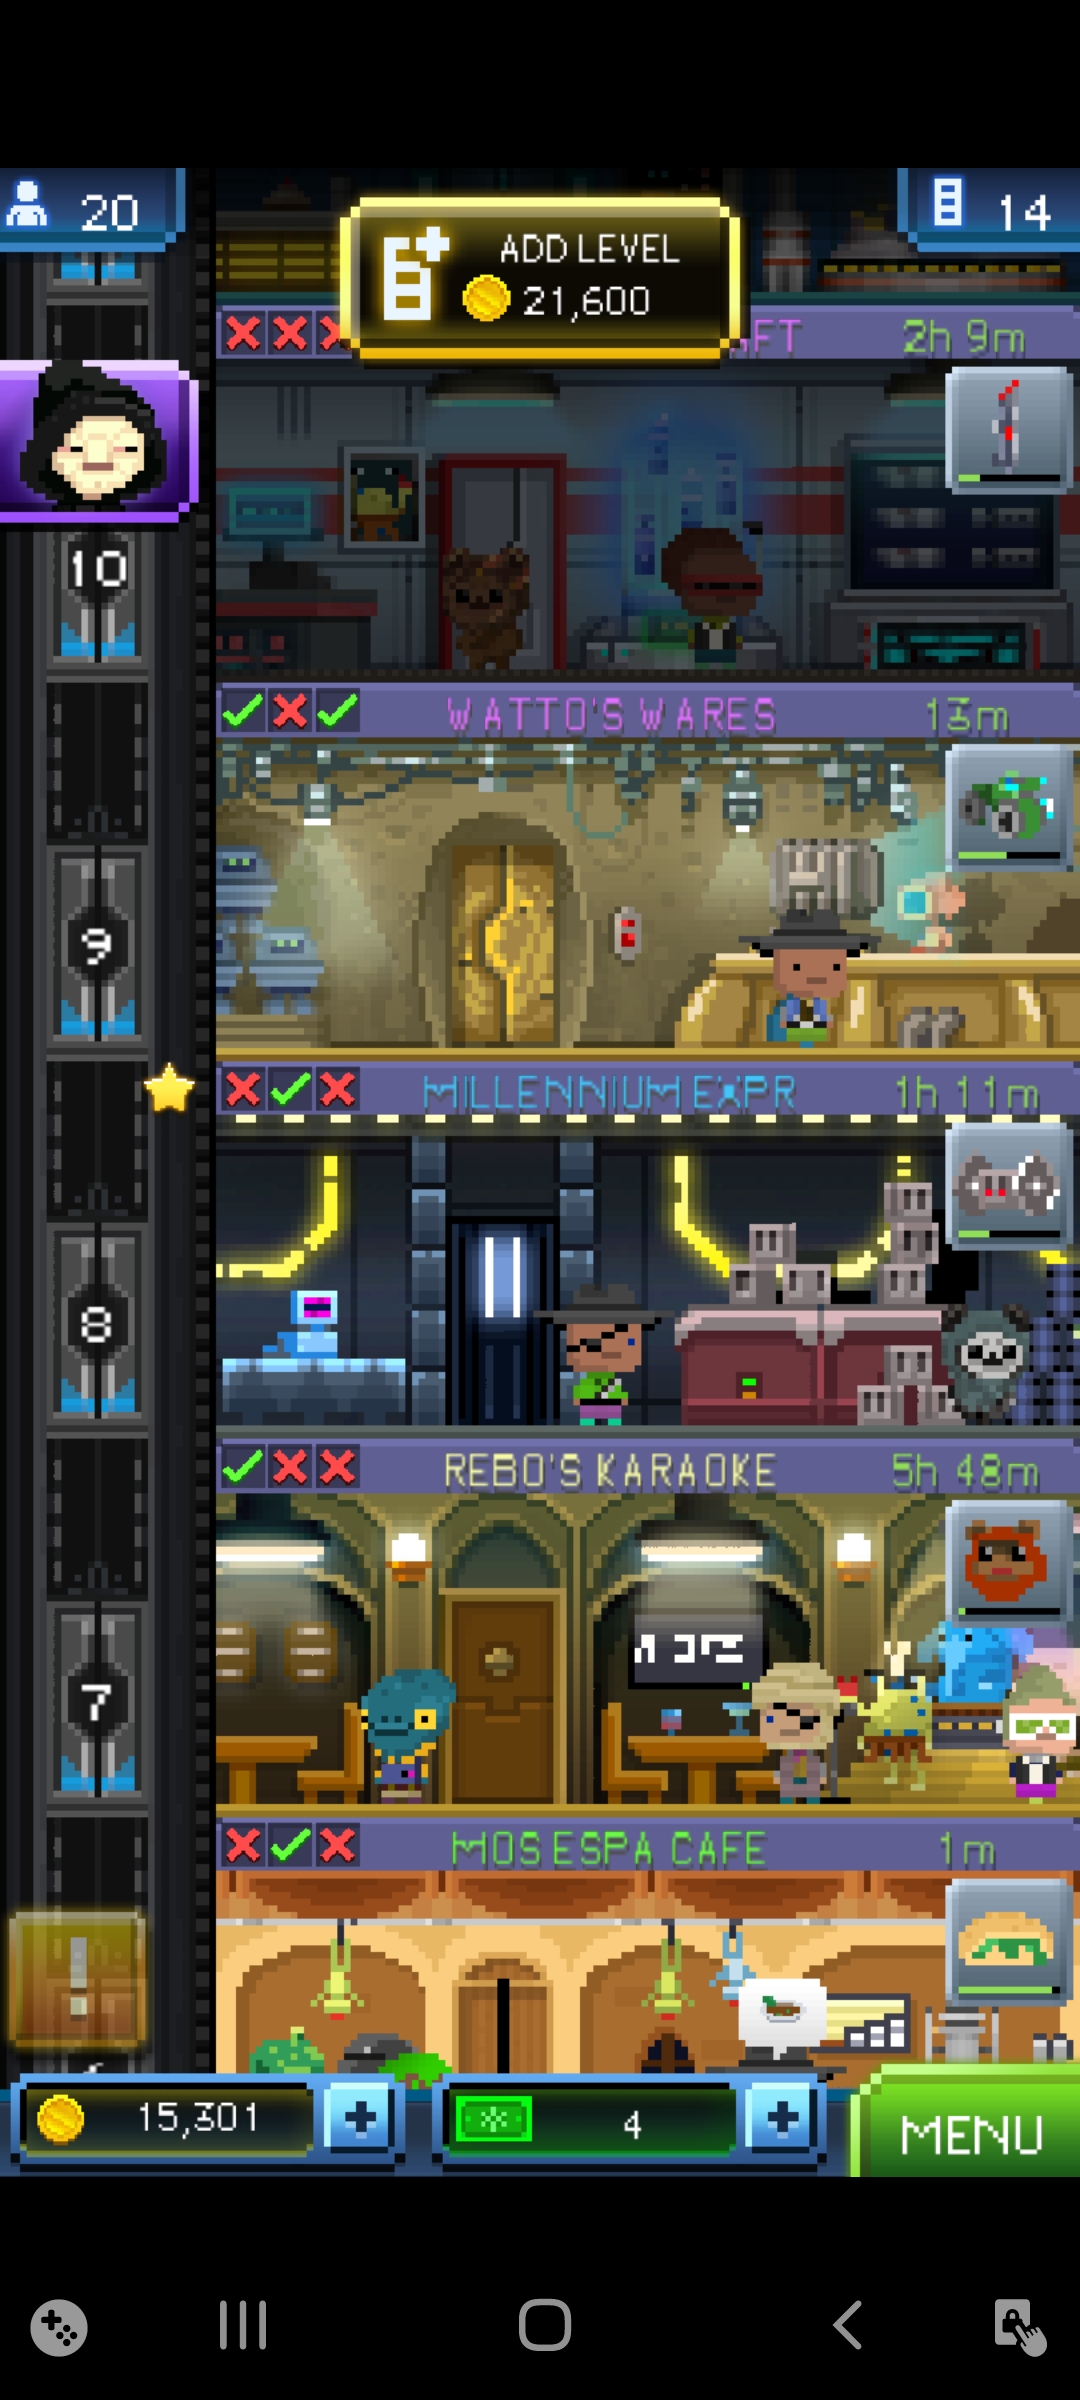 20
ADD LEVEL
21,600
14
AFT
2h 9m
10
WATTO'S WARES
13m
9
MILLENNIUM EXPR
1h 11m
8
REBO'S KARAOKE
5h 48m
7
MOS ESPA CAFE
1m
!
15,301
+
4
+
MENU